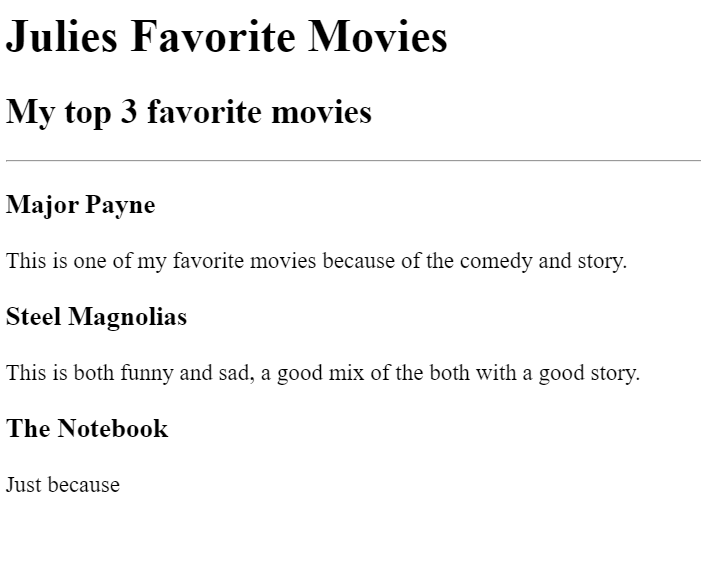 Julies Favorite Movies
My top 3 favorite movies
Major Payne
This is one of my favorite movies because of the comedy and story.
Steel Magnolias
This is both funny and sad, a good mix of the both with a good story.
The Notebook
Just because